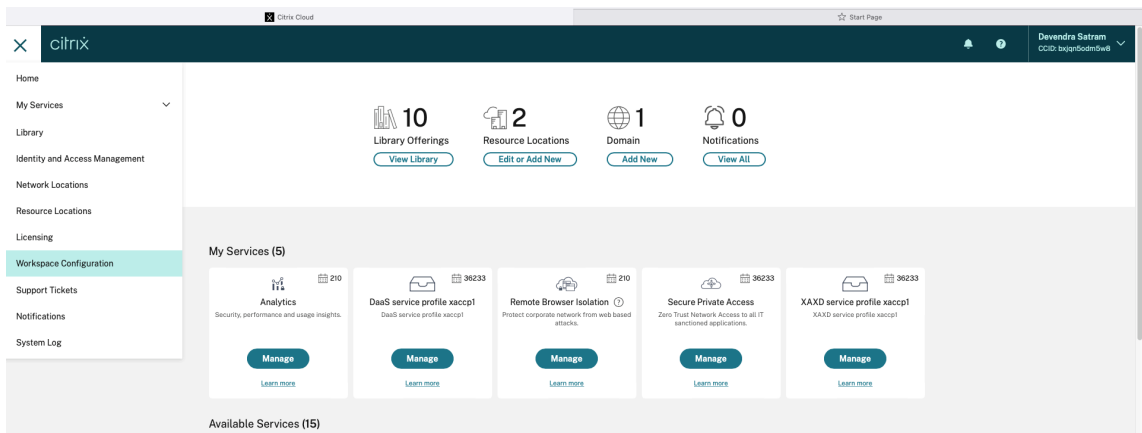 Citrix Cloud
Start Page
citrix
Devendra Satram
CCID: bxjqn5odm5w8
Home
My Services
Library
Identity and Access Management
Network Locations
Resource Locations
Licensing
Workspace Configuration
Support Tickets
Notifications
System Log
10
Library Offerings
View Library
2
Resource Locations
Edit or Add New
1
Domain
Add New
0
Notifications
View All
My Services (5)
210
Analytics
Security, performance and usage insights.
Manage
Learn more
36233
DaaS service profile xaccp1
DaaS service profile xaccp1
Manage
Learn more
210
Remote Browser Isolation ?
Protect corporate network from web based
attacks.
Manage
Learn more
36233
Secure Private Access
Zero Trust Network Access to all IT
sanctioned applications.
Manage
Learn more
36233
XAXD service profile xaccp1
XAXD service profile xaccp1
Manage
Learn more
Available Services (15)